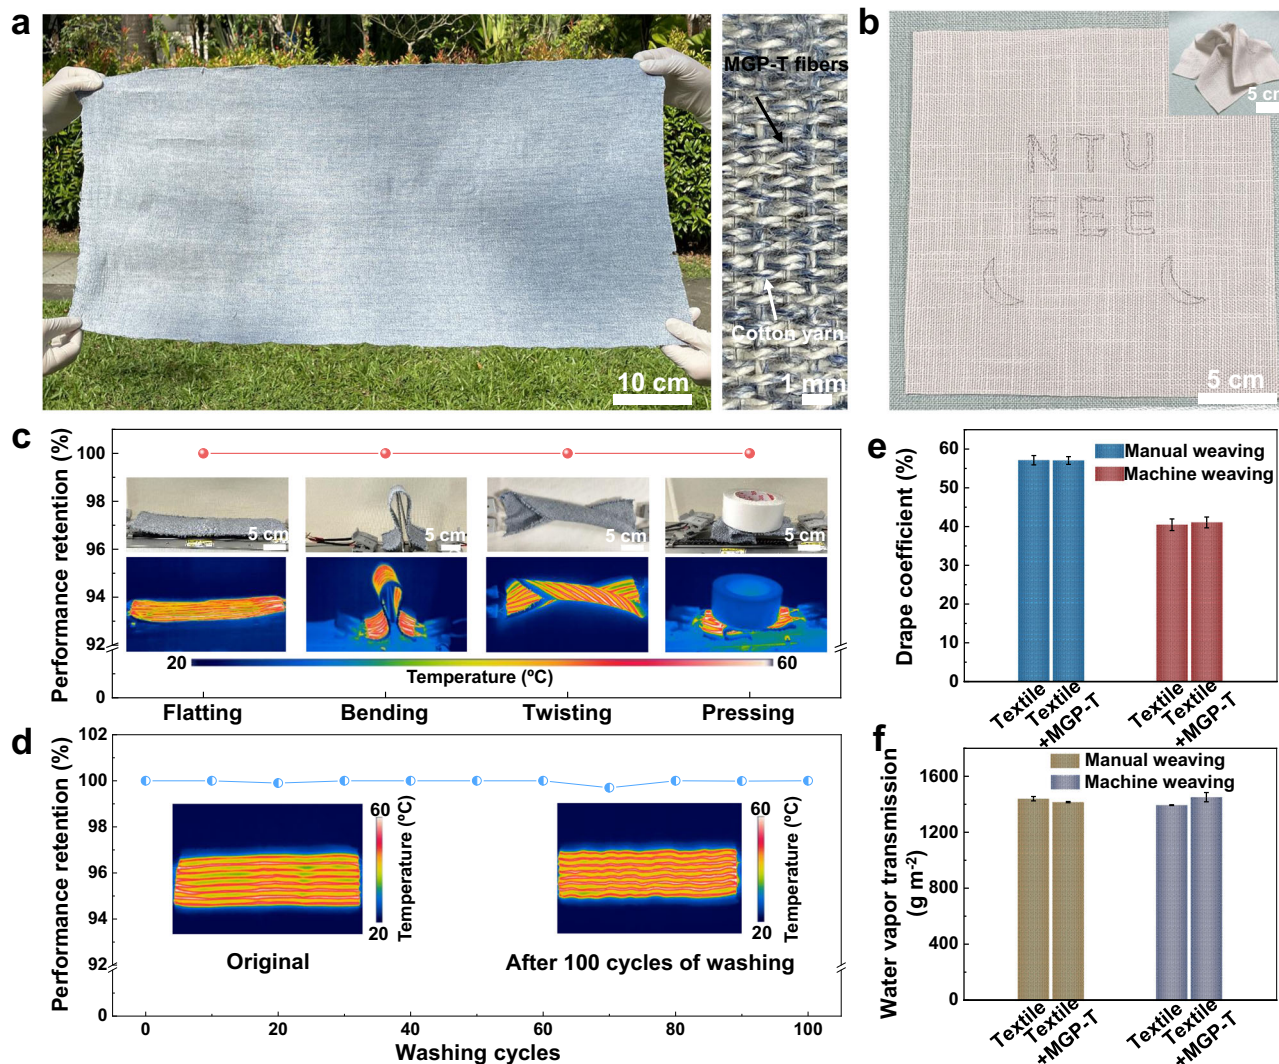 a
MGP-T fibers
Cotton yarn
10 cm
1 mm
b
5 cm
N T U
E E E
5 cm
c
Performance retention (%)
100
98
96
94
92
0
5 cm
5 cm
5 cm
5 cm
20
60
Temperature (ºC)
Flatting
Bending
Twisting
Pressing
d
Performance retention (%)
102
100
98
96
94
92
0
60
Temperature (ºC)
20
60
Temperature (ºC)
20
Original
After 100 cycles of washing
0
20
40
60
80
100
Washing cycles
e
Drape coefficient (%)
60
50
40
30
20
10
0
Manual weaving
Machine weaving
Textile
Textile
+MGP-T
Textile
Textile
+MGP-T
f
Water vapor transmission
(g m-2)
1600
1200
800
400
0
Manual weaving
Machine weaving
Textile
Textile
+MGP-T
Textile
Textile
+MGP-T